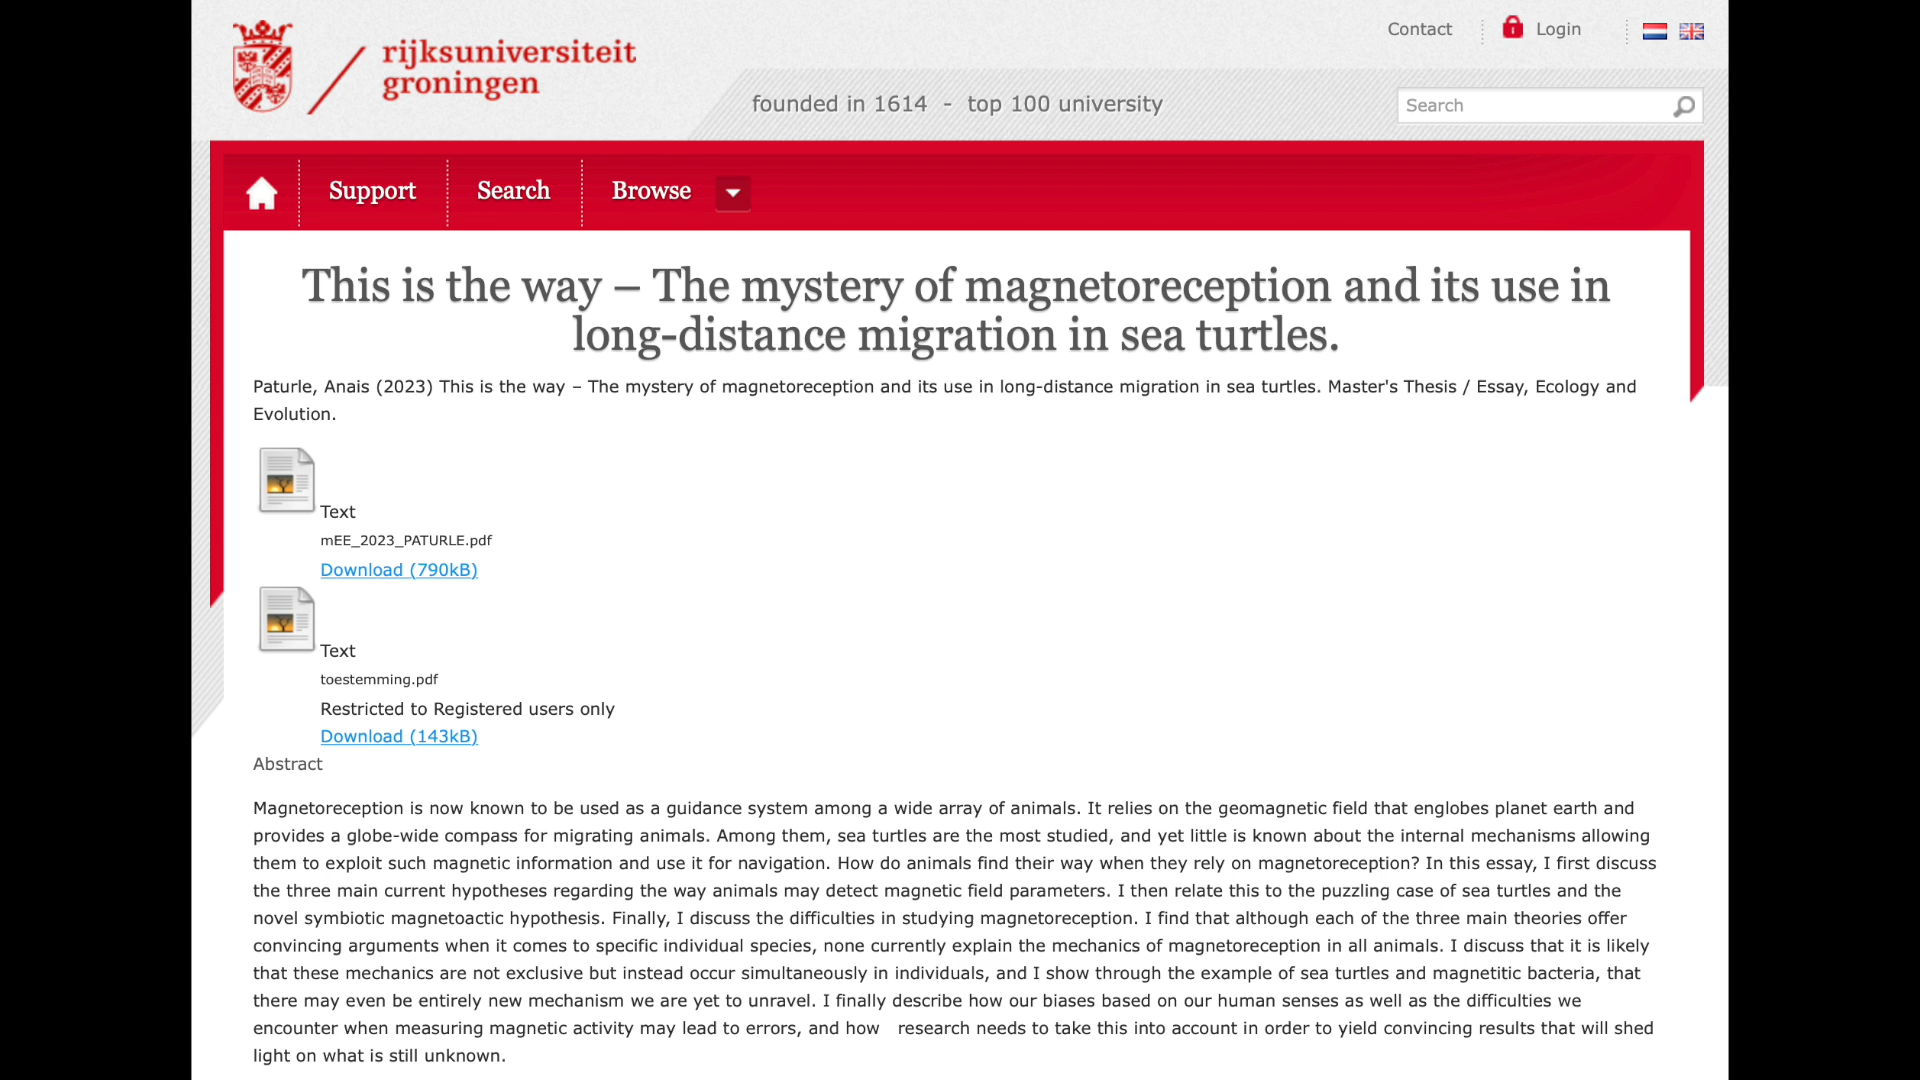 Contact
Login
rijksuniversiteit
groningen
founded in 1614 - top 100 university
Search
Support
Search
Browse
This is the way – The mystery of magnetoreception and its use in
long-distance migration in sea turtles.
Paturle, Anais (2023) This is the way – The mystery of magnetoreception and its use in long-distance migration in sea turtles. Master's Thesis / Essay, Ecology and
Evolution.
Text
mEE_2023_PATURLE.pdf
Download (790kB)
Text
toestemming.pdf
Restricted to Registered users only
Download (143kB)
Abstract
Magnetoreception is now known to be used as a guidance system among a wide array of animals. It relies on the geomagnetic field that englobes planet earth and
provides a globe-wide compass for migrating animals. Among them, sea turtles are the most studied, and yet little is known about the internal mechanisms allowing
them to exploit such magnetic information and use it for navigation. How do animals find their way when they rely on magnetoreception? In this essay, I first discuss
the three main current hypotheses regarding the way animals may detect magnetic field parameters. I then relate this to the puzzling case of sea turtles and the
novel symbiotic magnetoactic hypothesis. Finally, I discuss the difficulties in studying magnetoreception. I find that although each of the three main theories offer
convincing arguments when it comes to specific individual species, none currently explain the mechanics of magnetoreception in all animals. I discuss that it is likely
that these mechanics are not exclusive but instead occur simultaneously in individuals, and I show through the example of sea turtles and magnetitic bacteria, that
there may even be entirely new mechanism we are yet to unravel. I finally describe how our biases based on our human senses as well as the difficulties we
encounter when measuring magnetic activity may lead to errors, and how research needs to take this into account in order to yield convincing results that will shed
light on what is still unknown.